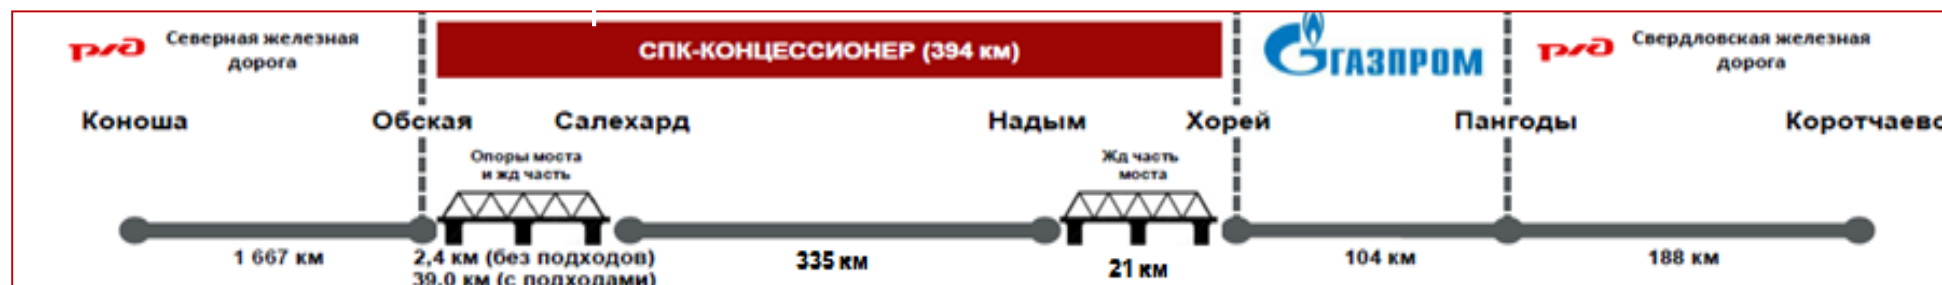 ржд
Северная железная
дорога
СПК-КОНЦЕССИОНЕР (394 км)
ГАЗПРОМ
ржд
Свердловская железная
дорога
Коноша
Обская
Салехард
Надым
Хорей
Пангоды
Коротчаево
Опоры моста
и жд часть
Жд часть
моста
1 667 км
2,4 км (без подходов)
39,0 км (с подходами)
335 км
21 км
104 км
188 км